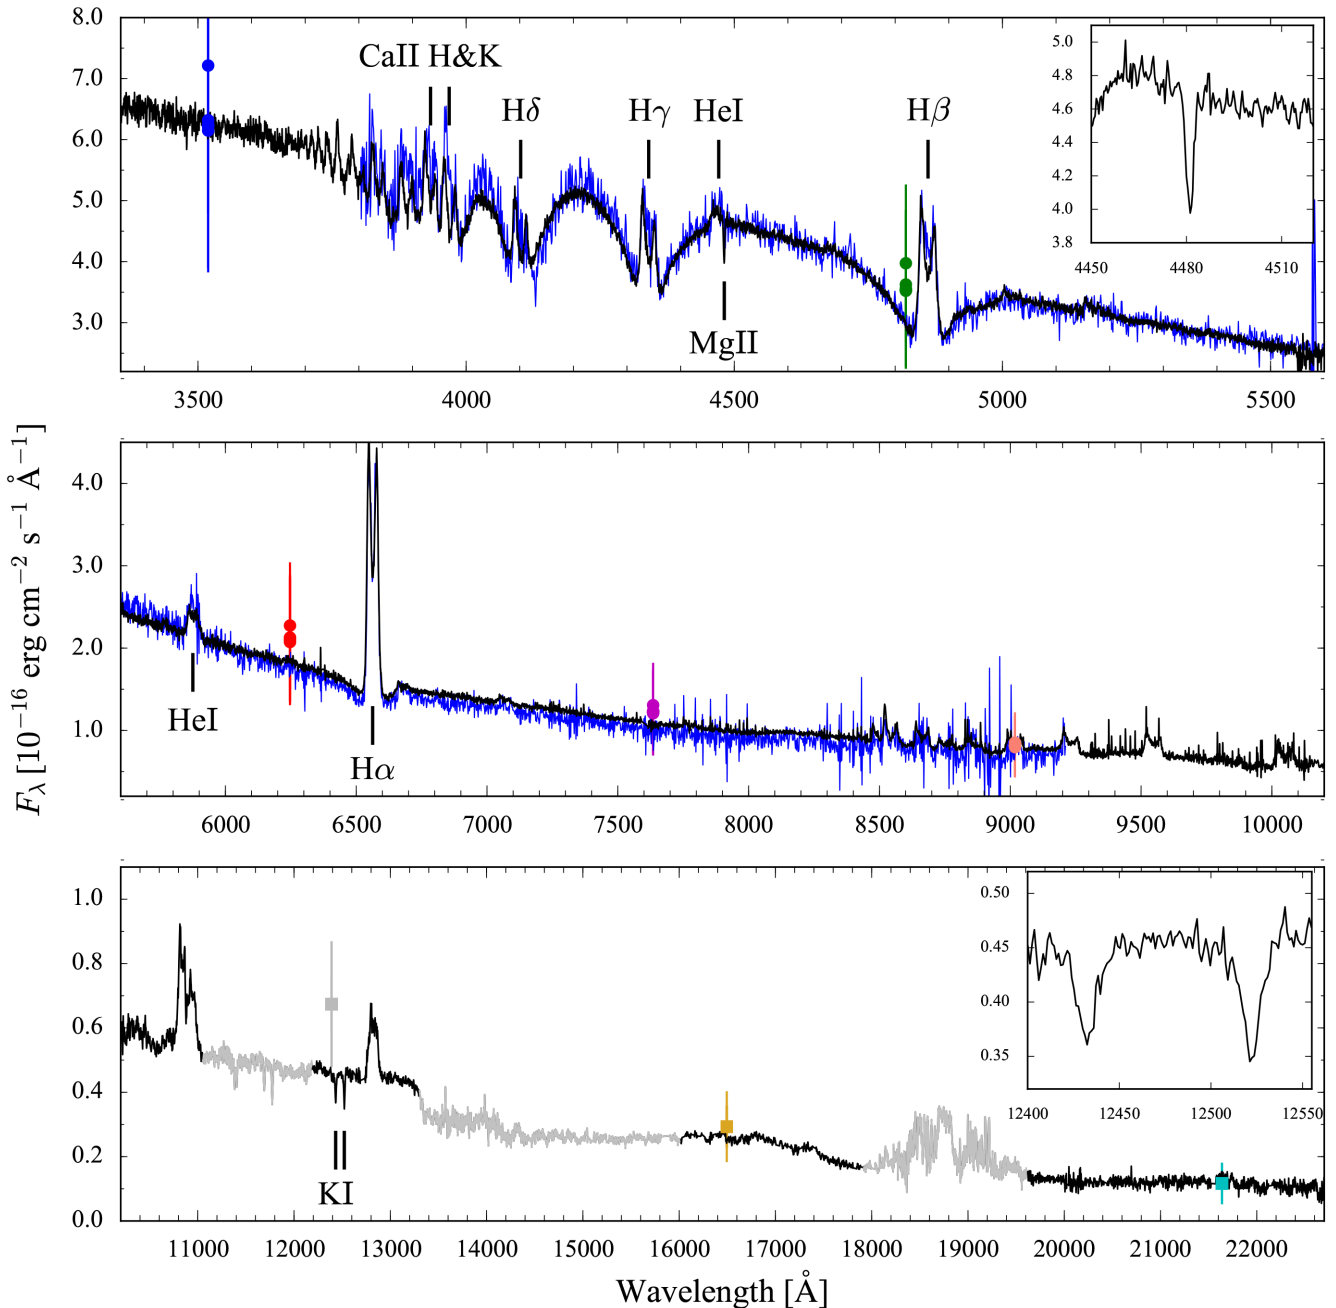 8.0
7.0
6.0
5.0
4.0
3.0
CaII H&K
Hδ
Hγ
HeI
Hβ
MgII
5.0
4.8
4.6
4.4
4.2
4.0
3.8
4450 4480 4510
3500 4000 4500 5000 5500
F_λ [10⁻¹⁶ erg cm⁻² s⁻¹ Å⁻¹]
4.0
3.0
2.0
1.0
HeI
Hα
6000 6500 7000 7500 8000 8500 9000 9500 10000
1.0
0.8
0.6
0.4
0.2
0.0
KI
0.50
0.45
0.40
0.35
12400 12450 12500 12550
11000 12000 13000 14000 15000 16000 17000 18000 19000 20000 21000 22000
Wavelength [Å]